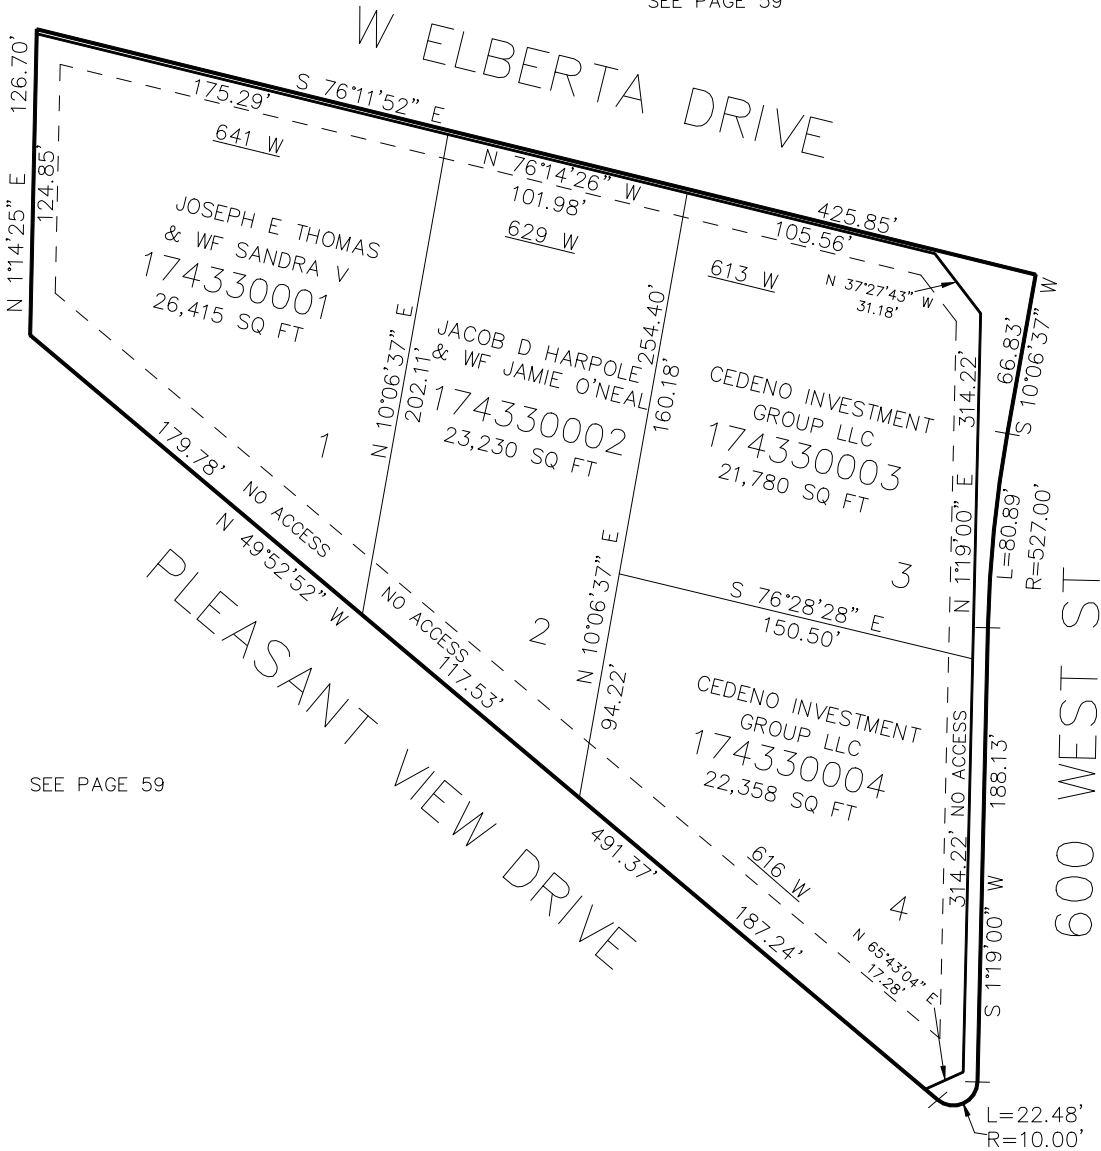 SEE PAGE 59
W ELBERTA DRIVE
126.70'
N 1°14'25" E
124.85'
175.29'
S 76°11'52" E
641 W
N 76°14'26" W
101.98'
629 W
425.85'
105.56'
613 W
N 37°27'43" W
31.18'
JOSEPH E THOMAS
& WF SANDRA V
174330001
26,415 SQ FT
N 10°06'37" E
202.11'
JACOB D HARPOLE
& WF JAMIE O'NEAL
174330002
23,230 SQ FT
254.40'
160.18'
CEDENO INVESTMENT
GROUP LLC
174330003
21,780 SQ FT
314.22'
66.83'
S 10°06'37" W
1
179.78'
NO ACCESS
N 49°52'52" W
PLEASANT VIEW DRIVE
NO ACCESS
117.53'
2
N 10°06'37" E
94.22'
3
N 1°19'00" E
L=80.89'
R=527.00'
S 76°28'28" E
150.50'
600 WEST ST
CEDENO INVESTMENT
GROUP LLC
174330004
22,358 SQ FT
NO ACCESS
314.22'
188.13'
S 1°19'00" W
SEE PAGE 59
491.37'
616 W
4
187.24'
N 65°43'04" E
17.28'
L=22.48'
R=10.00'